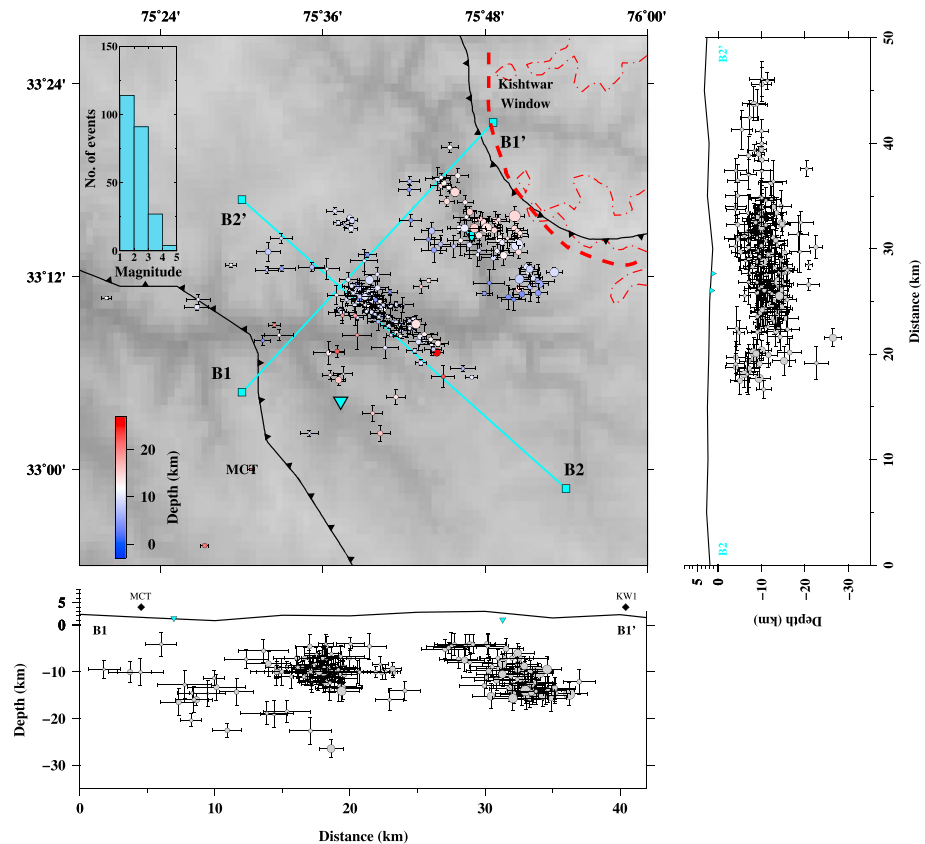 75˚24'
75˚36'
75˚48'
76˚00'
33˚24'
33˚12'
33˚00'
150
100
50
0
No. of events
1 2 3 4 5
Magnitude
Kishtwar
Window
B1’
B2’
B1
B2
MCT
20
10
0
Depth (km)
B2’
B2
50
40
30
20
10
0
Distance (km)
5 0 −10 −20 −30
Depth (km)
MCT
KW1
B1
B1’
5
0
−10
−20
−30
Depth (km)
0 10 20 30 40
Distance (km)